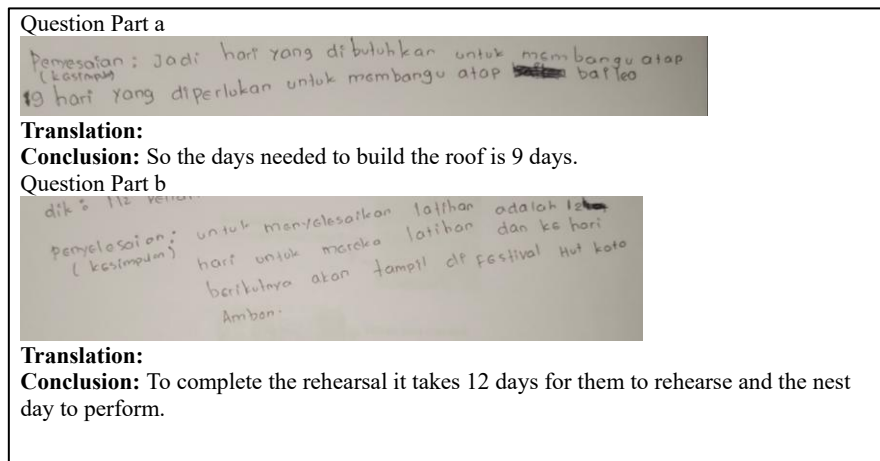 Question Part a
Pemesaian : Jadi hari yang dibutuhkan untuk membangu atap
(kesimpul
9 hari yang diperlukan untuk membangu atap baileo
Translation:
Conclusion: So the days needed to build the roof is 9 days.
Question Part b
dik : 112
Penyelesaian : untuk menyelesaikan latihan adalah 12
(kesimpulan) hari untuk mereka latihan dan ke hari
berikutnya akan tampil di Festival Hut kota
Ambon.
Translation:
Conclusion: To complete the rehearsal it takes 12 days for them to rehearse and the nest
day to perform.